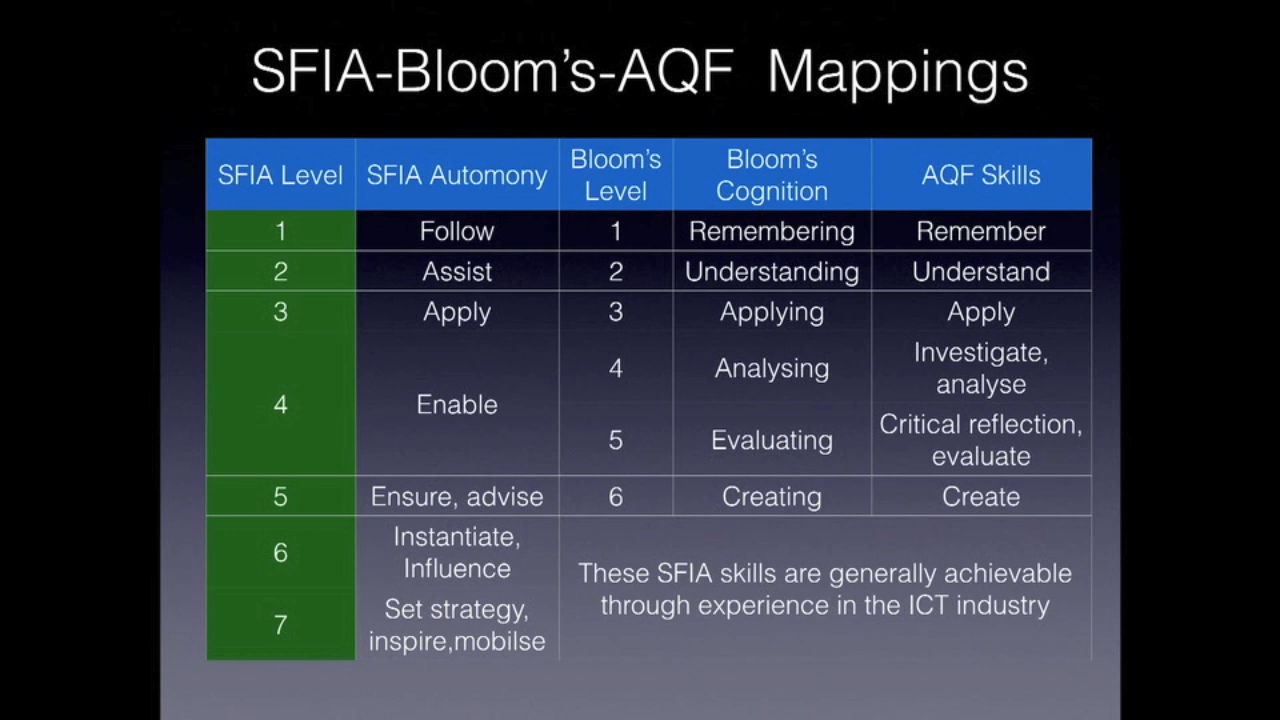 SFIA-Bloom's-AQF Mappings
SFIA Level SFIA Automony Bloom's Level Bloom's Cognition AQF Skills
1 Follow 1 Remembering Remember
2 Assist 2 Understanding Understand
3 Apply 3 Applying Apply
4 Enable 4 Analysing Investigate, analyse
5 Evaluating Critical reflection, evaluate
5 Ensure, advise 6 Creating Create
6 Instantiate, Influence
7 Set strategy, inspire,mobilse
These SFIA skills are generally achievable
through experience in the ICT industry